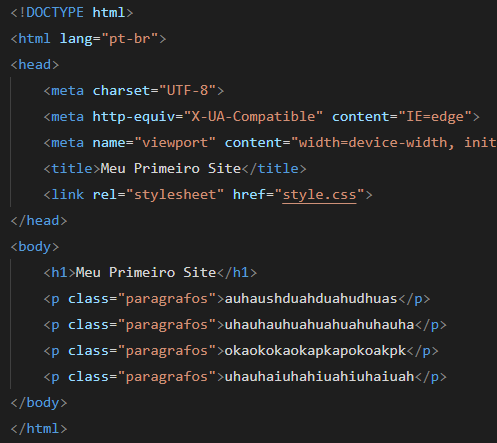 <!DOCTYPE html>
<html lang="pt-br">
<head>
<meta charset="UTF-8">
<meta http-equiv="X-UA-Compatible" content="IE=edge">
<meta name="viewport" content="width=device-width, init
<title>Meu Primeiro Site</title>
<link rel="stylesheet" href="style.css">
</head>
<body>
<h1>Meu Primeiro Site</h1>
<p class="paragrafos">auhaushduahduahudhuas</p>
<p class="paragrafos">uhauhauhuahuahuahuhauha</p>
<p class="paragrafos">okaokokaokapkapokoakpk</p>
<p class="paragrafos">uhauhaiuhahiuahiuhaiuah</p>
</body>
</html>